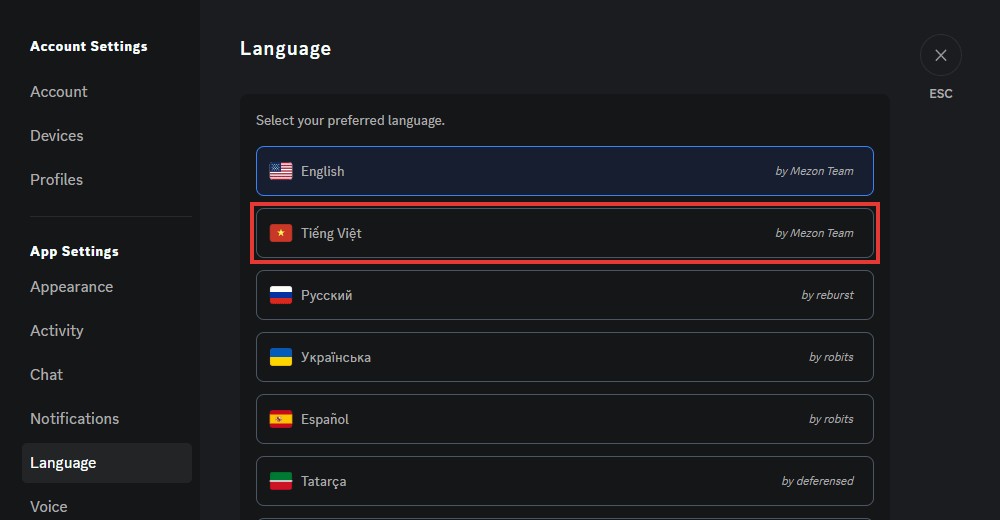 Account Settings
Account
Devices
Profiles
App Settings
Appearance
Activity
Chat
Notifications
Language
Voice
Language
ESC
Select your preferred language.
English by Mezon Team
Tiếng Việt by Mezon Team
Русский by reburst
Українська by robits
Español by robits
Tatarça by deferensed